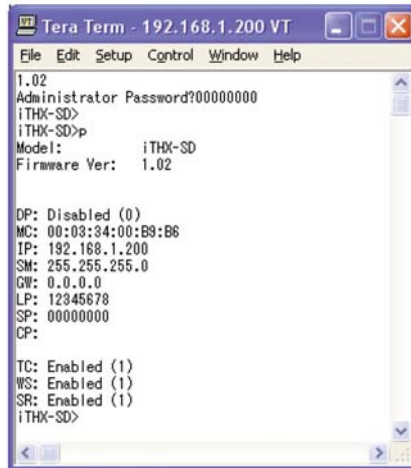 Tera Term - 192.168.1.200 VT
File Edit Setup Control Window Help
1.02
Administrator Password?00000000
iTHX-SD>
iTHX-SD>p
Model: iTHX-SD
Firmware Ver: 1.02
DP: Disabled (0)
MC: 00:03:34:00:B9:B6
IP: 192.168.1.200
SM: 255.255.255.0
GW: 0.0.0.0
LP: 12345678
SP: 00000000
CP:
TC: Enabled (1)
WS: Enabled (1)
SR: Enabled (1)
iTHX-SD>